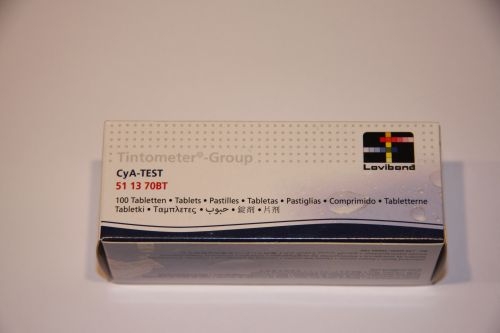 Tintometer®-Group
CyA-TEST
51 13 70BT
Lovibond
100 Tabletten • Tablets • Pastilles • Tabletas • Pastiglias • Comprimido • Tabletterne
Tabletki • Ταμπλετες • حبوب • 錠剤 • 片剂